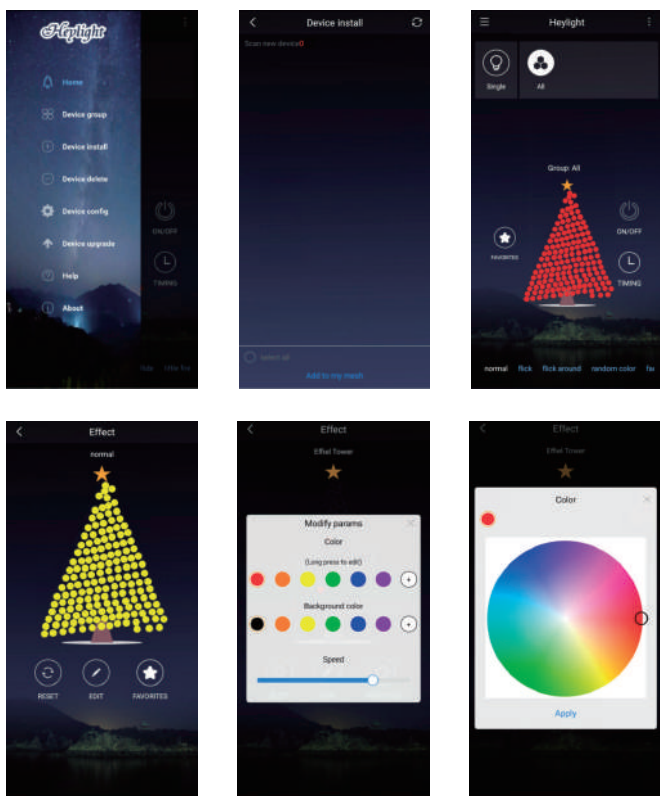 Heylight
Home
Device group
Device install
Device delete
Device config
Device upgrade
Help
About
ON/OFF
TIMING
Device install
Scan new device0
select all
Add to my mesh
Heylight
Single
All
Group All
ON/OFF
FAVORITES
TIMING
normal flick flick around random color
Effect
normal
RESET EDIT FAVORITES
Effect
Effiel Tower
Modify params
Color
(Long press to edit)
Background color
Speed
Effect
Effiel Tower
Color
Apply